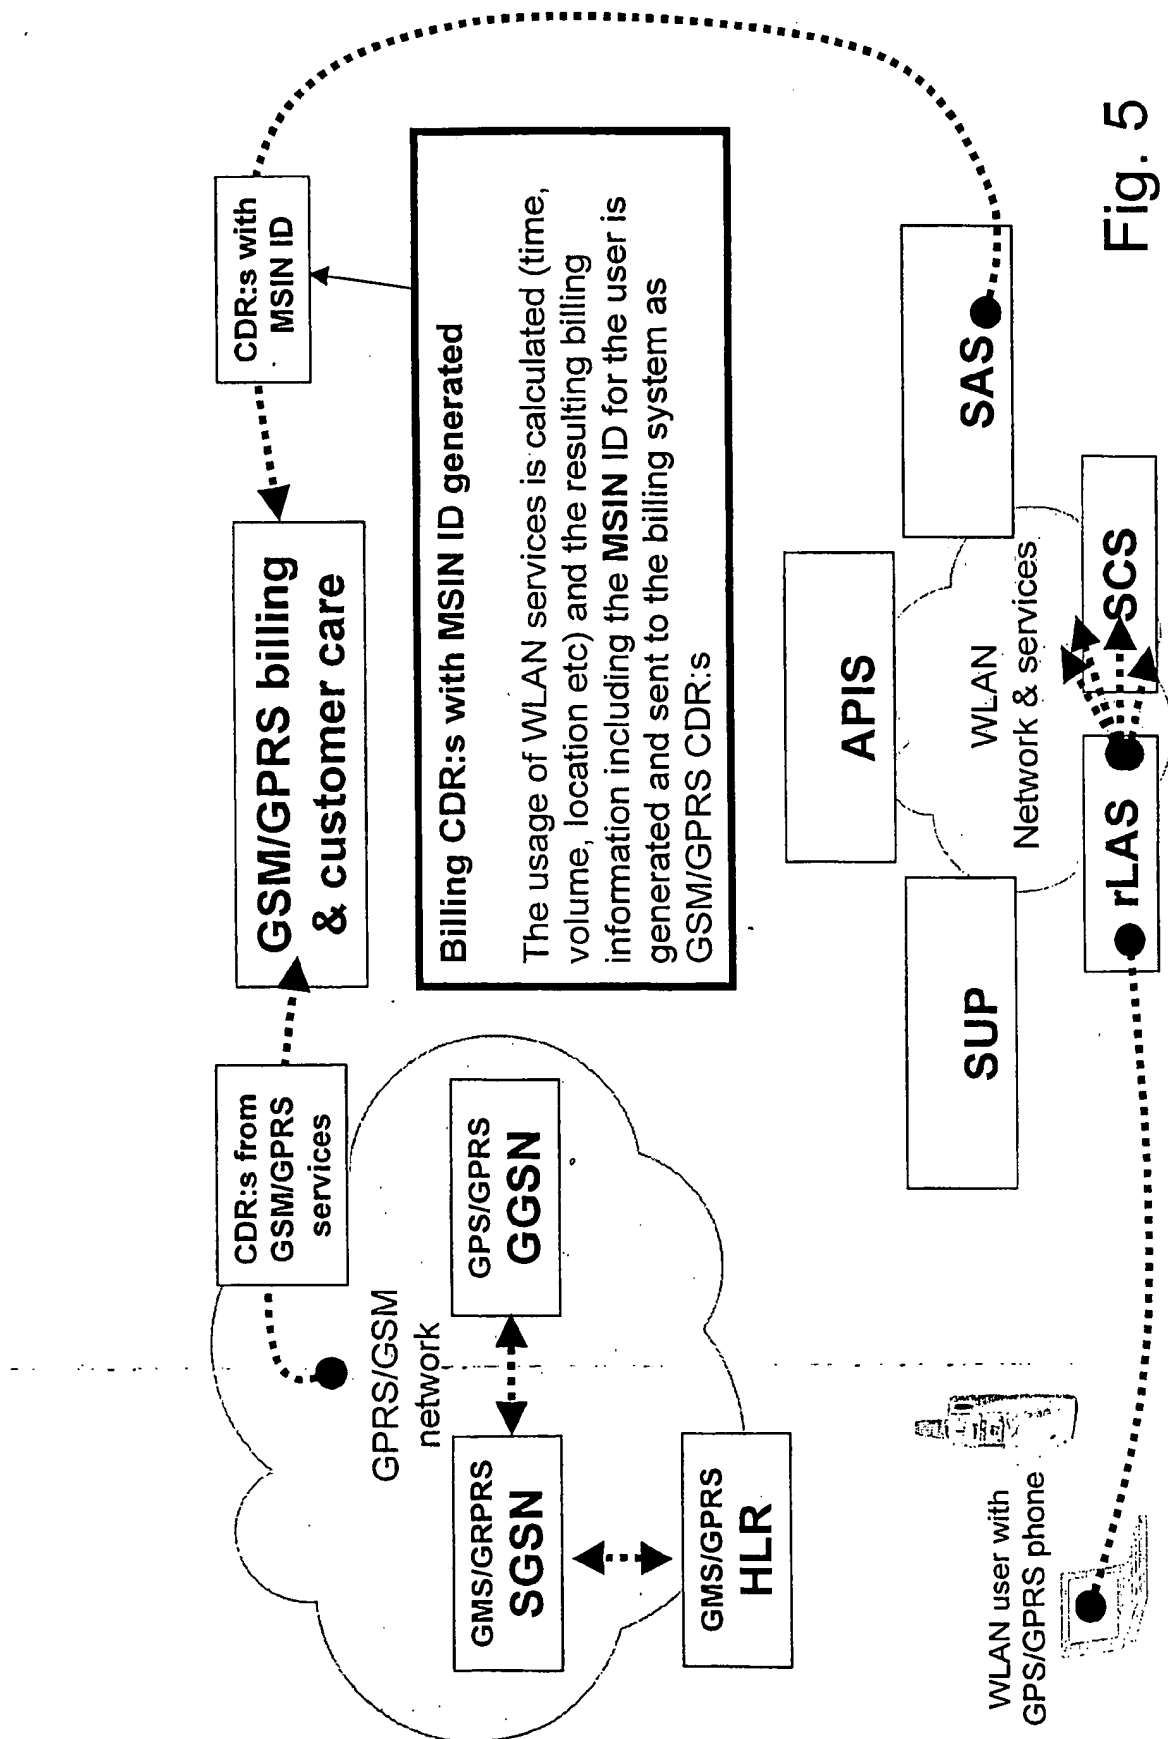 CDR:s from
GSM/GPRS
services
GSM/GPRS billing
& customer care
CDR:s with
MSIN ID
GPRS/GSM
network
GMS/GRPRS
SGSN
GPS/GPRS
GGSN
GMS/GPRS
HLR
Billing CDR:s with MSIN ID generated
The usage of WLAN services is calculated (time,
volume, location etc) and the resulting billing
information including the MSIN ID for the user is
generated and sent to the billing system as
GSM/GPRS CDR:s
APIS
SUP
SAS
WLAN
Network & services
rLAS
SCS
WLAN user with
GPS/GPRS phone
Fig. 5